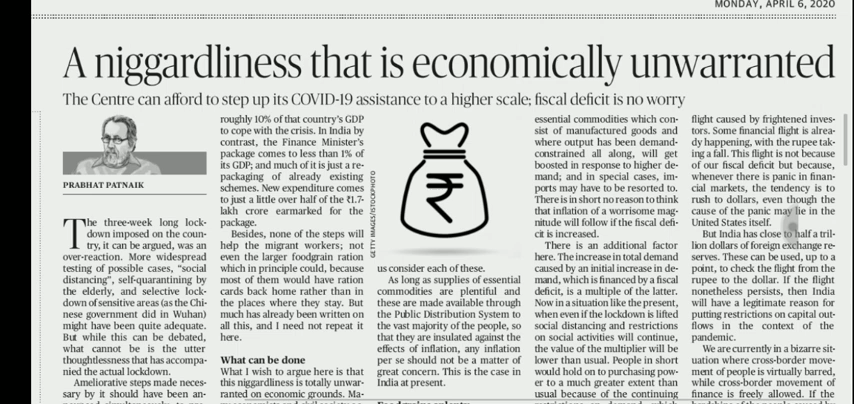 MONDAY, APRIL 6, 2020
A niggardliness that is economically unwarranted
The Centre can afford to step up its COVID-19 assistance to a higher scale; fiscal deficit is no worry
PRABHAT PATNAIK
The three-week long lock-
down imposed on the coun-
try, it can be argued, was an
over-reaction. More widespread
testing of possible cases, “social
distancing”, self-quarantining by
the elderly, and selective lock-
down of sensitive areas (as the Chi-
nese government did in Wuhan)
might have been quite adequate.
But while this can be debated,
what cannot be is the utter
thoughtlessness that has accompa-
nied the actual lockdown.
Ameliorative steps made neces-
sary by it should have been an-
roughly 10% of that country's GDP
to cope with the crisis. In India by
contrast, the Finance Minister's
package comes to less than 1% of
its GDP; and much of it is just a re-
packaging of already existing
schemes. New expenditure comes
to just a little over half of the ₹1.7-
lakh crore earmarked for the
package.
Besides, none of the steps will
help the migrant workers; not
even the larger foodgrain ration
which in principle could, because
most of them would have ration
cards back home rather than in
the places where they stay. But
much has already been written on
all this, and I need not repeat it
here.
What can be done
What I wish to argue here is that
this niggardliness is totally unwar-
ranted on economic grounds. Ma-
GETTY IMAGES/ISTOCKPHOTO
₹
us consider each of these.
As long as supplies of essential
commodities are plentiful and
these are made available through
the Public Distribution System to
the vast majority of the people, so
that they are insulated against the
effects of inflation, any inflation
per se should not be a matter of
great concern. This is the case in
India at present.
essential commodities which con-
sist of manufactured goods and
where output has been demand-
constrained all along, will get
boosted in response to higher de-
mand; and in special cases, im-
ports may have to be resorted to.
There is in short no reason to think
that inflation of a worrisome mag-
nitude will follow if the fiscal defi-
cit is increased.
There is an additional factor
here. The increase in total demand
caused by an initial increase in de-
mand, which is financed by a fiscal
deficit, is a multiple of the latter.
Now in a situation like the present,
when even if the lockdown is lifted
social distancing and restrictions
on social activities will continue,
the value of the multiplier will be
lower than usual. People in short
would hold on to purchasing pow-
er to a much greater extent than
usual because of the continuing
flight caused by frightened inves-
tors. Some financial flight is alrea-
dy happening, with the rupee tak-
ing a fall. This flight is not because
of our fiscal deficit but because,
whenever there is panic in finan-
cial markets, the tendency is to
rush to dollars, even though the
cause of the panic may lie in the
United States itself.
But India has close to half a tril-
lion dollars of foreign exchange re-
serves. These can be used, up to a
point, to check the flight from the
rupee to the dollar. If the flight
nonetheless persists, then India
will have a legitimate reason for
putting restrictions on capital out-
flows in the context of the
pandemic.
We are currently in a bizarre sit-
uation where cross-border move-
ment of people is virtually barred,
while cross-border movement of
finance is freely allowed. If the